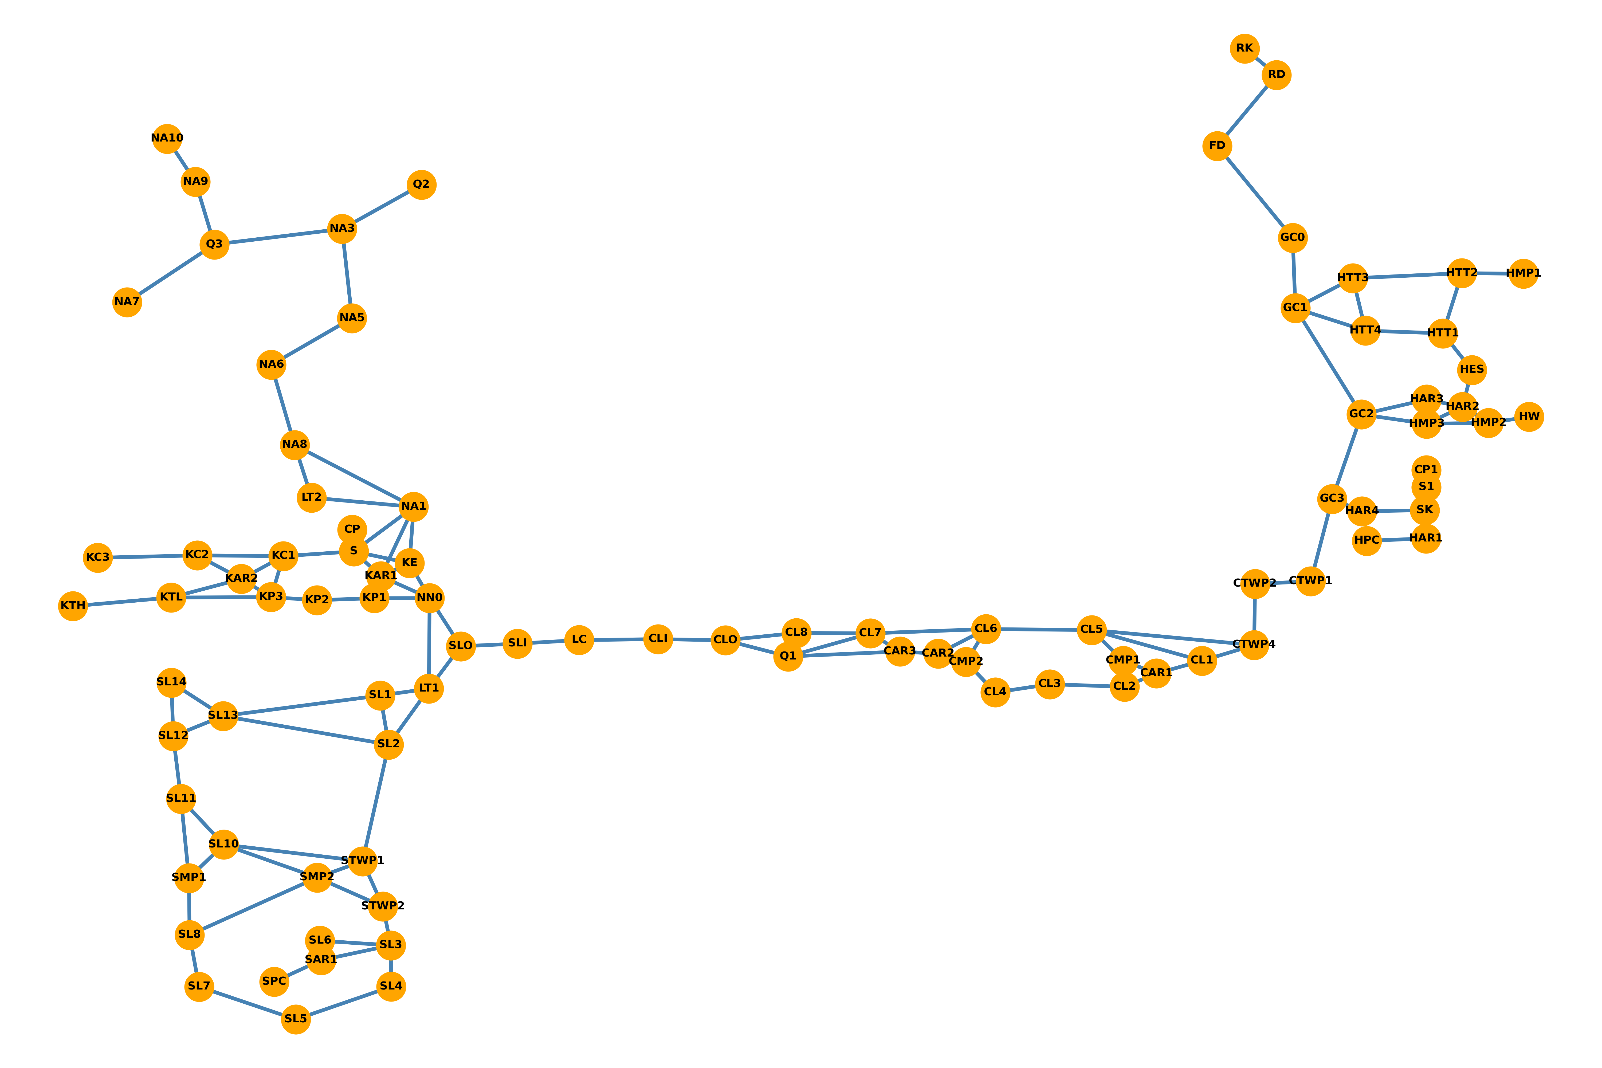 RK
RD
NA10
FD
NA9
Q2
NA3
GC0
Q3
HTT2
HMP1
HTT3
NA7
GC1
NA5
HTT4
HTT1
NA6
HES
HAR3
HAR2
GC2
HW
HMP3
HMP2
NA8
CP1
S1
LT2
GC3
NA1
HAR4
SK
CP
HAR1
HPC
S
KC3
KC2
KC1
KE
KAR1
KAR2
CTWP1
CTWP2
KTH
KTL
KP3
KP2
KP1
NN0
CL6
CL5
CL8
CL7
CLI
LC
CLO
SLI
SLO
CTWP4
CAR3
CAR2
Q1
CMP2
CMP1
CL1
CAR1
SL14
CL3
CL2
LT1
CL4
SL1
SL13
SL12
SL2
SL11
SL10
STWP1
SMP1
SMP2
STWP2
SL8
SL6
SL3
SAR1
SPC
SL7
SL4
SL5